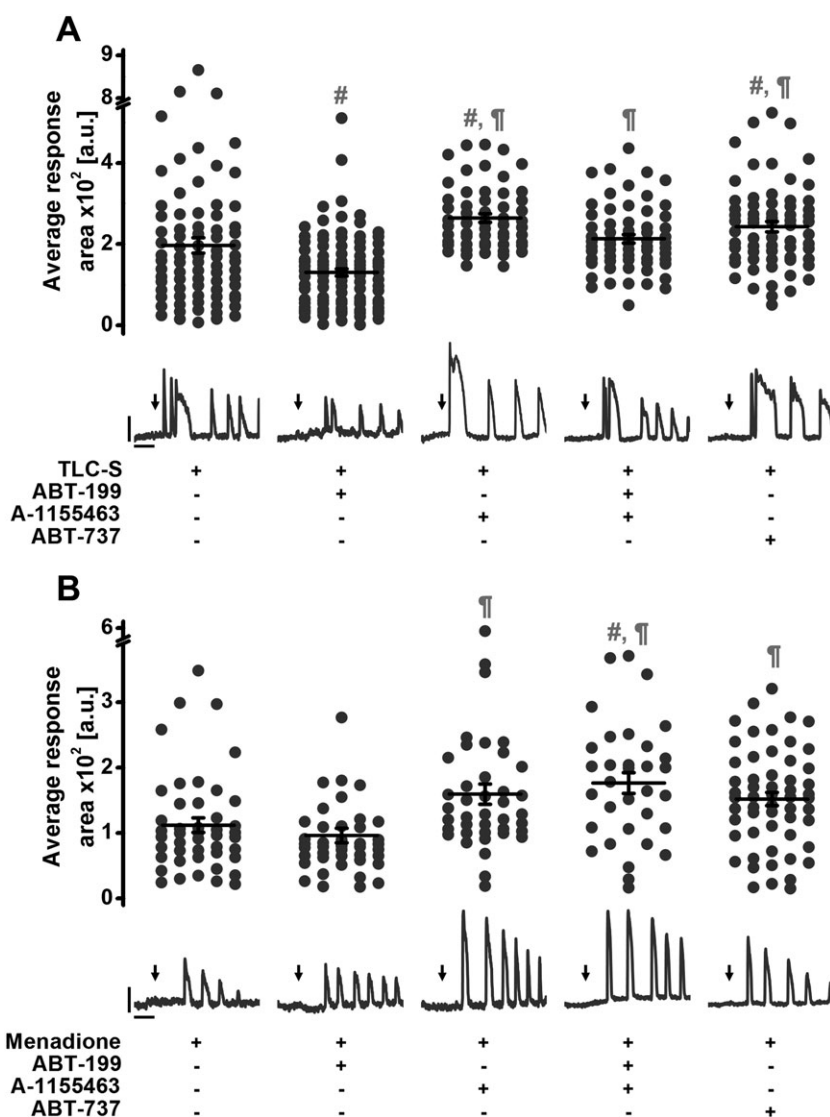 A
Average response
area x10² [a.u.]
9
8
4
2
0
#
#, ¶
¶
#, ¶
TLC-S + + + + +
ABT-199 - + - + -
A-1155463 - - + + -
ABT-737 - - - - +
B
Average response
area x10² [a.u.]
6
3
2
1
0
¶
#, ¶
¶
Menadione + + + + +
ABT-199 - + - + -
A-1155463 - - + + -
ABT-737 - - - - +